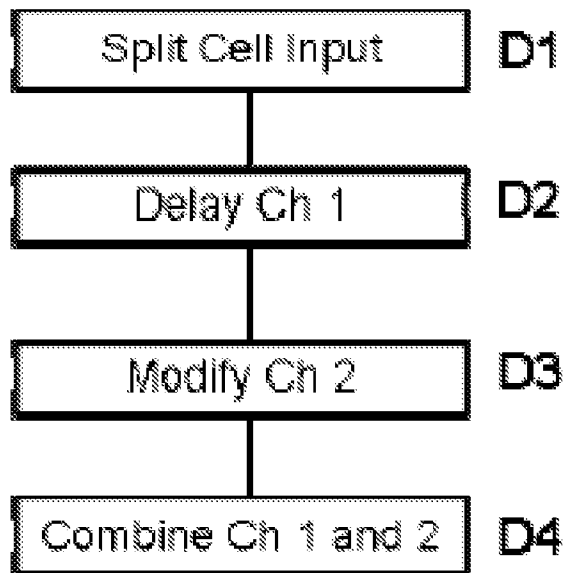 Split Cell Input D1
Delay Ch 1 D2
Modify Ch 2 D3
Combine Ch 1 and 2 D4